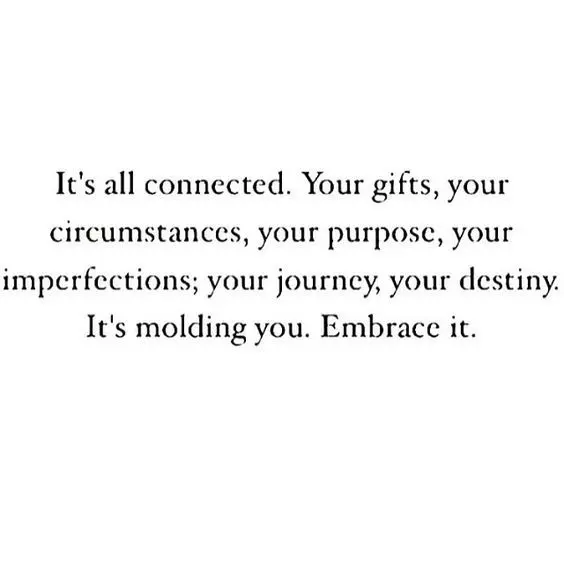 It's all connected. Your gifts, your
circumstances, your purpose, your
imperfections; your journey, your destiny.
It's molding you. Embrace it.